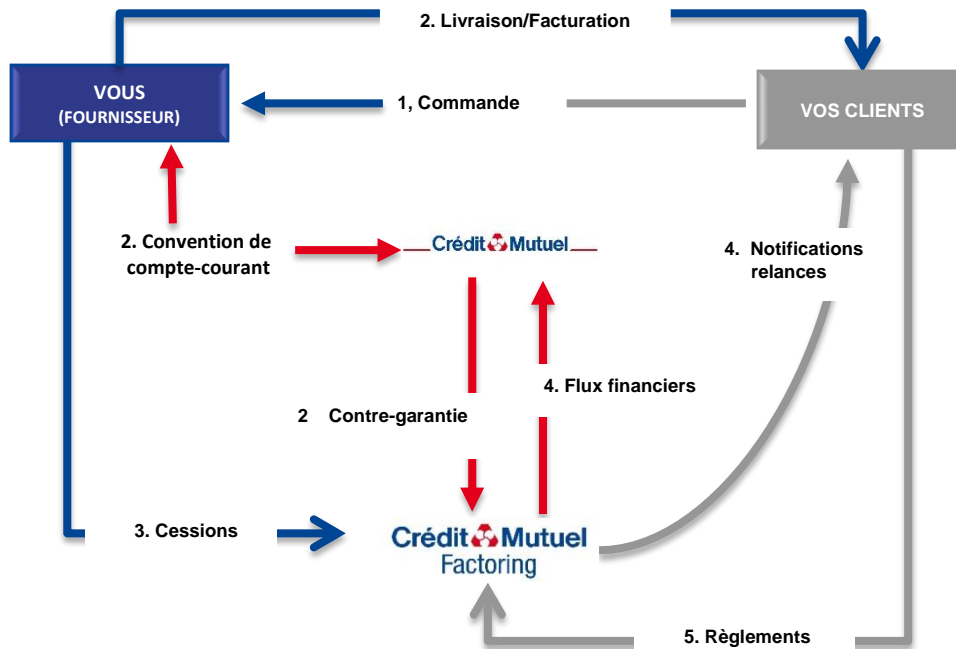 2. Livraison/Facturation
VOUS
(FOURNISSEUR)
1, Commande
VOS CLIENTS
2. Convention de
compte-courant
Crédit Mutuel
4. Notifications
relances
4. Flux financiers
2 Contre-garantie
3. Cessions
Crédit Mutuel
Factoring
5. Règlements